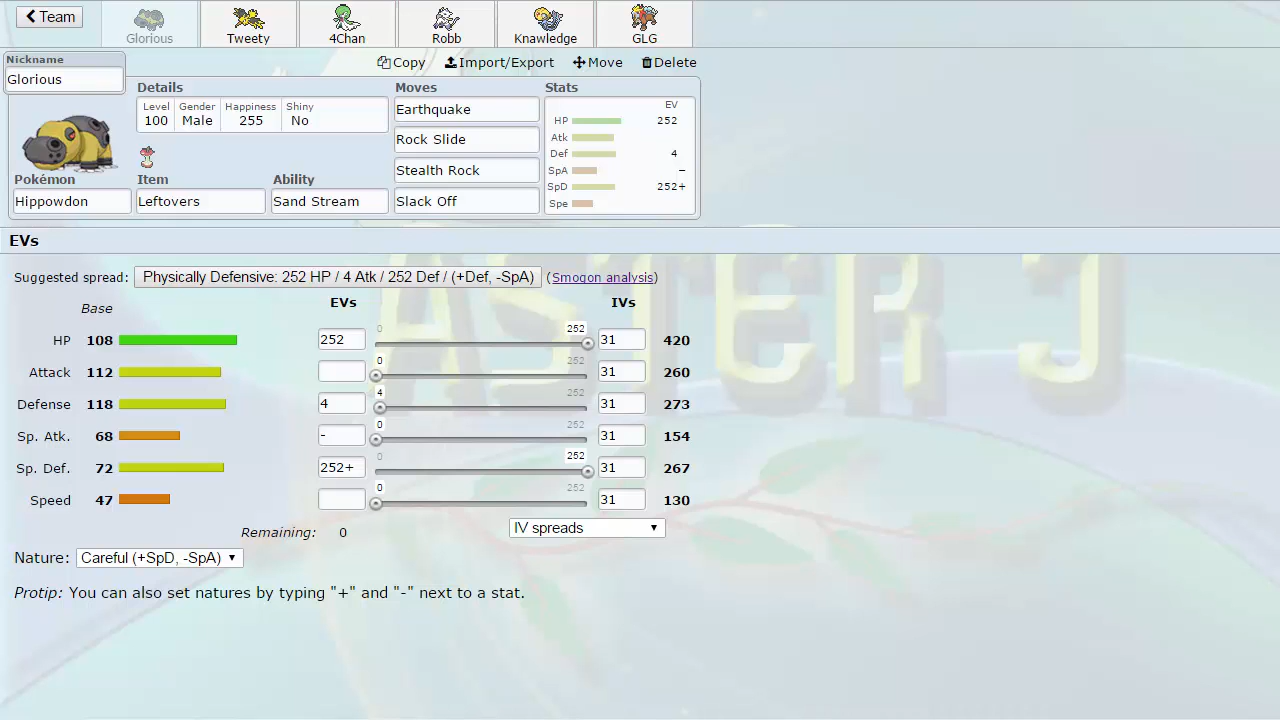 Team
Glorious
Tweety
4Chan
Robb
Knawledge
GLG
Copy Import/Export Move Delete
Nickname
Glorious
Details
Level Gender Happiness Shiny
100 Male 255 No
Pokémon
Hippowdon
Item
Leftovers
Ability
Sand Stream
Moves
Earthquake
Rock Slide
Stealth Rock
Slack Off
Stats
EV
HP 252
Atk
Def 4
SpA –
SpD 252+
Spe
EVs
Suggested spread: Physically Defensive: 252 HP / 4 Atk / 252 Def / (+Def, -SpA) (Smogon analysis)
Base EVs IVs
HP 108 252 0 252 31 420
Attack 112 0 252 31 260
Defense 118 4 4 252 31 273
Sp. Atk. 68 - 0 252 31 154
Sp. Def. 72 252+ 0 252 31 267
Speed 47 0 252 31 130
Remaining: 0 IV spreads
Nature: Careful (+SpD, -SpA)
Protip: You can also set natures by typing "+" and "-" next to a stat.
ASTER J